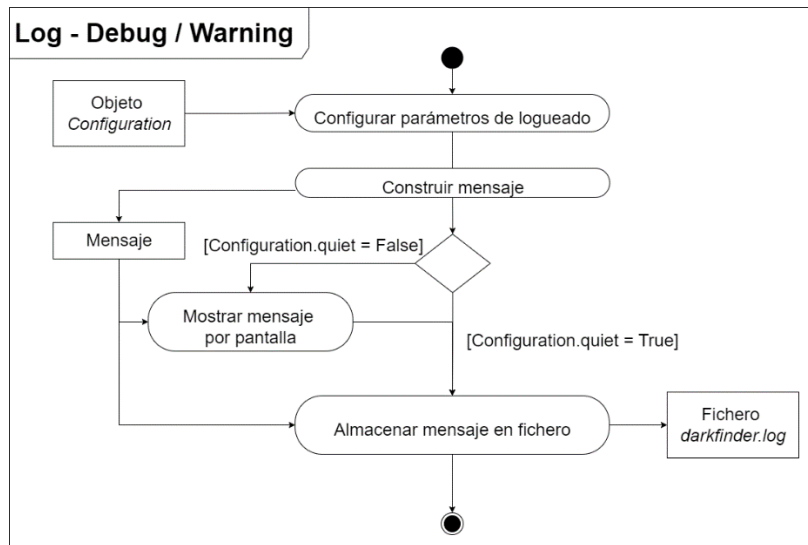 Log - Debug / Warning
Objeto
Configuration
Configurar parámetros de logueado
Construir mensaje
Mensaje
[Configuration.quiet = False]
Mostrar mensaje
por pantalla
[Configuration.quiet = True]
Almacenar mensaje en fichero
Fichero
darkfinder.log